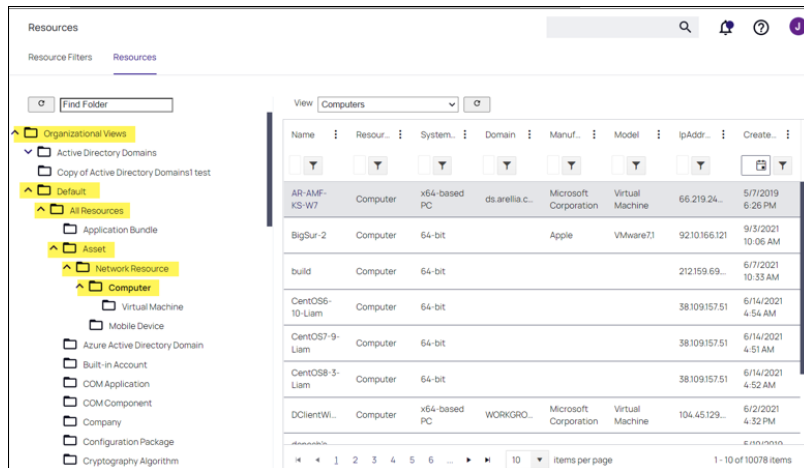 Resources
J
Resource Filters Resources
Find Folder
View Computers
Organizational Views
Active Directory Domains
Copy of Active Directory Domains1 test
Default
All Resources
Application Bundle
Asset
Network Resource
Computer
Virtual Machine
Mobile Device
Azure Active Directory Domain
Built-in Account
COM Application
COM Component
Company
Configuration Package
Cryptography Algorithm
Name Resour... System... Domain Manuf... Model IpAddr... Create...
AR-AMF-
KS-W7
Computer
x64-based
PC
ds.arellia.c...
Microsoft
Corporation
Virtual
Machine
66.219.24...
5/7/2019
6:26 PM
BigSur-2
Computer
64-bit
Apple
VMware7,1
92.10.166.121
9/3/2021
10:06 AM
build
Computer
64-bit
212.159.69...
6/7/2021
10:33 AM
CentOS6-
10-Liam
Computer
64-bit
38.109.157.51
6/14/2021
4:54 AM
CentOS7-9-
Liam
Computer
64-bit
38.109.157.51
6/14/2021
4:51 AM
CentOS8-3-
Liam
Computer
64-bit
38.109.157.51
6/14/2021
4:52 AM
DClientWi...
Computer
x64-based
PC
WORKGRO...
Microsoft
Corporation
Virtual
Machine
104.45.129...
6/2/2021
4:32 PM
1 2 3 4 5 6 ... 10 items per page 1 - 10 of 10078 items